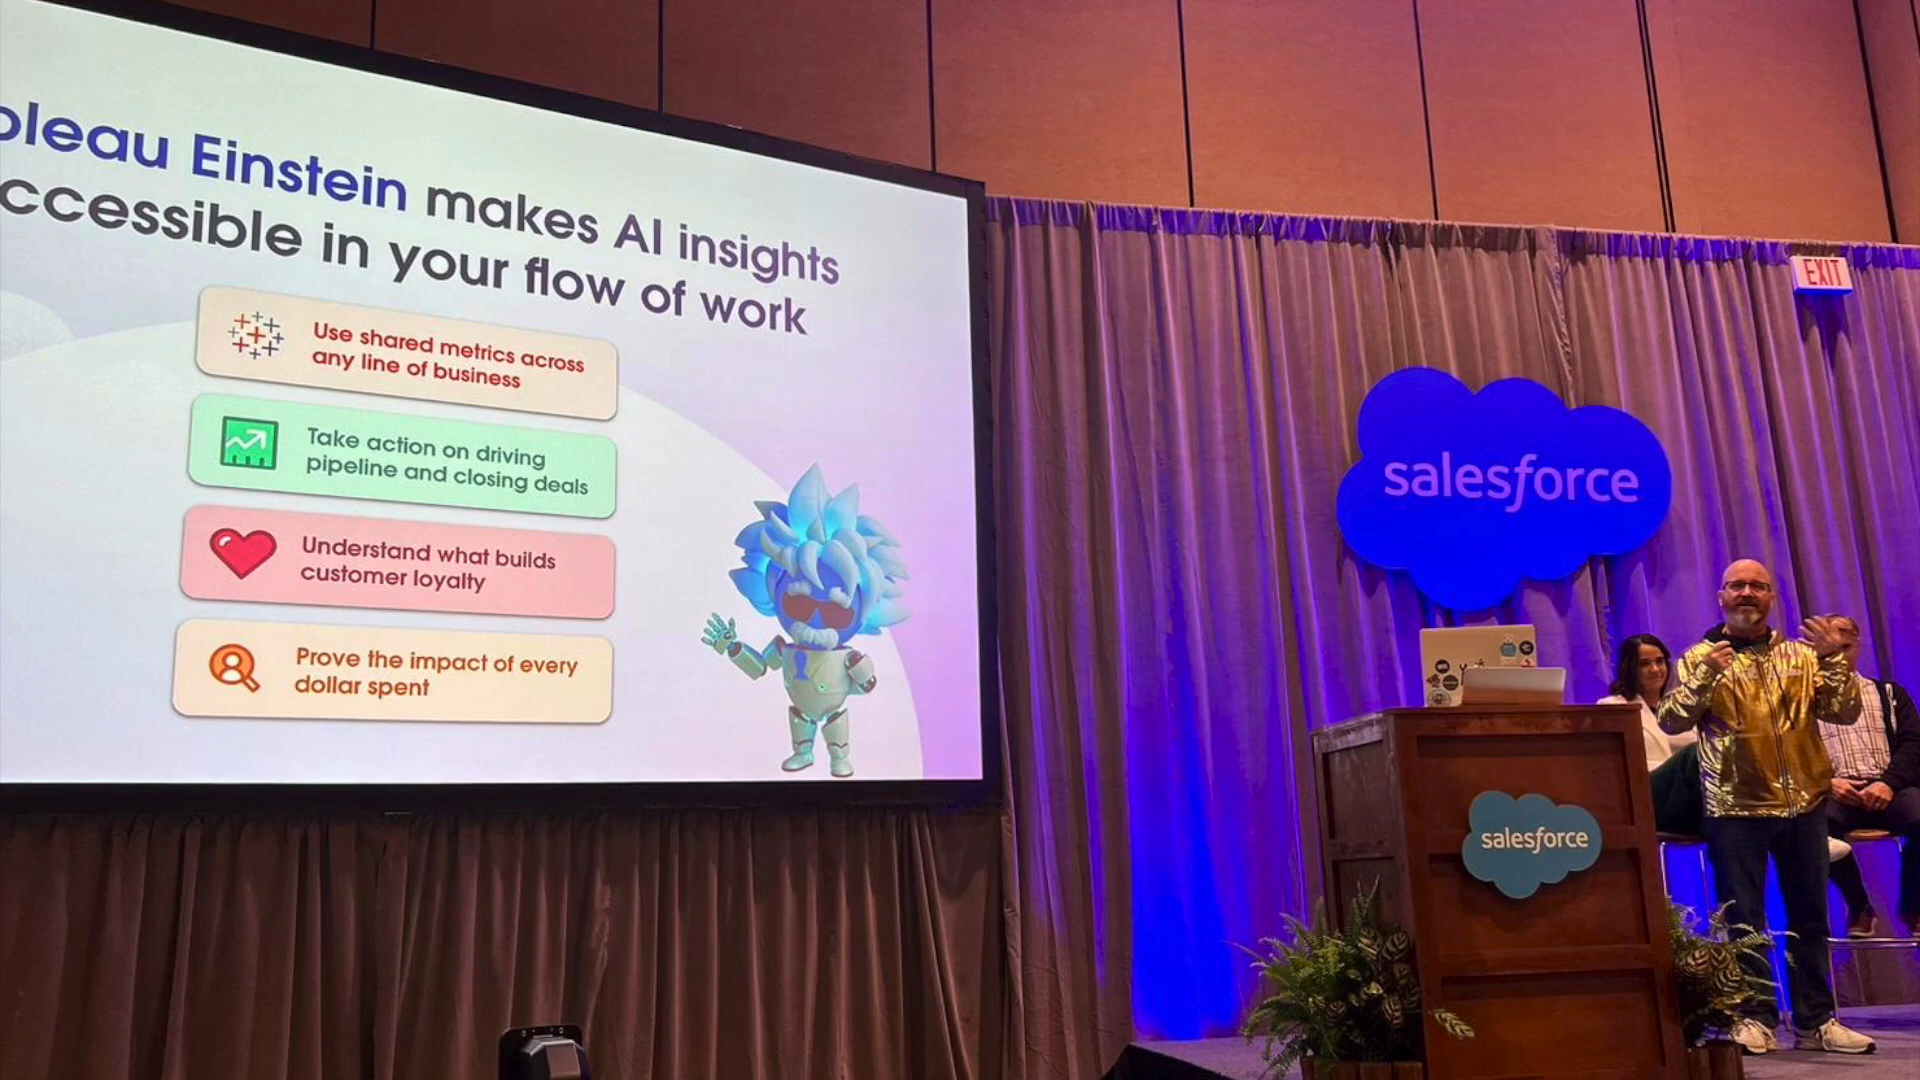 bleau Einstein makes AI insights
ccessible in your flow of work
Use shared metrics across
any line of business
Take action on driving
pipeline and closing deals
Understand what builds
customer loyalty
Prove the impact of every
dollar spent
EXIT
salesforce
salesforce